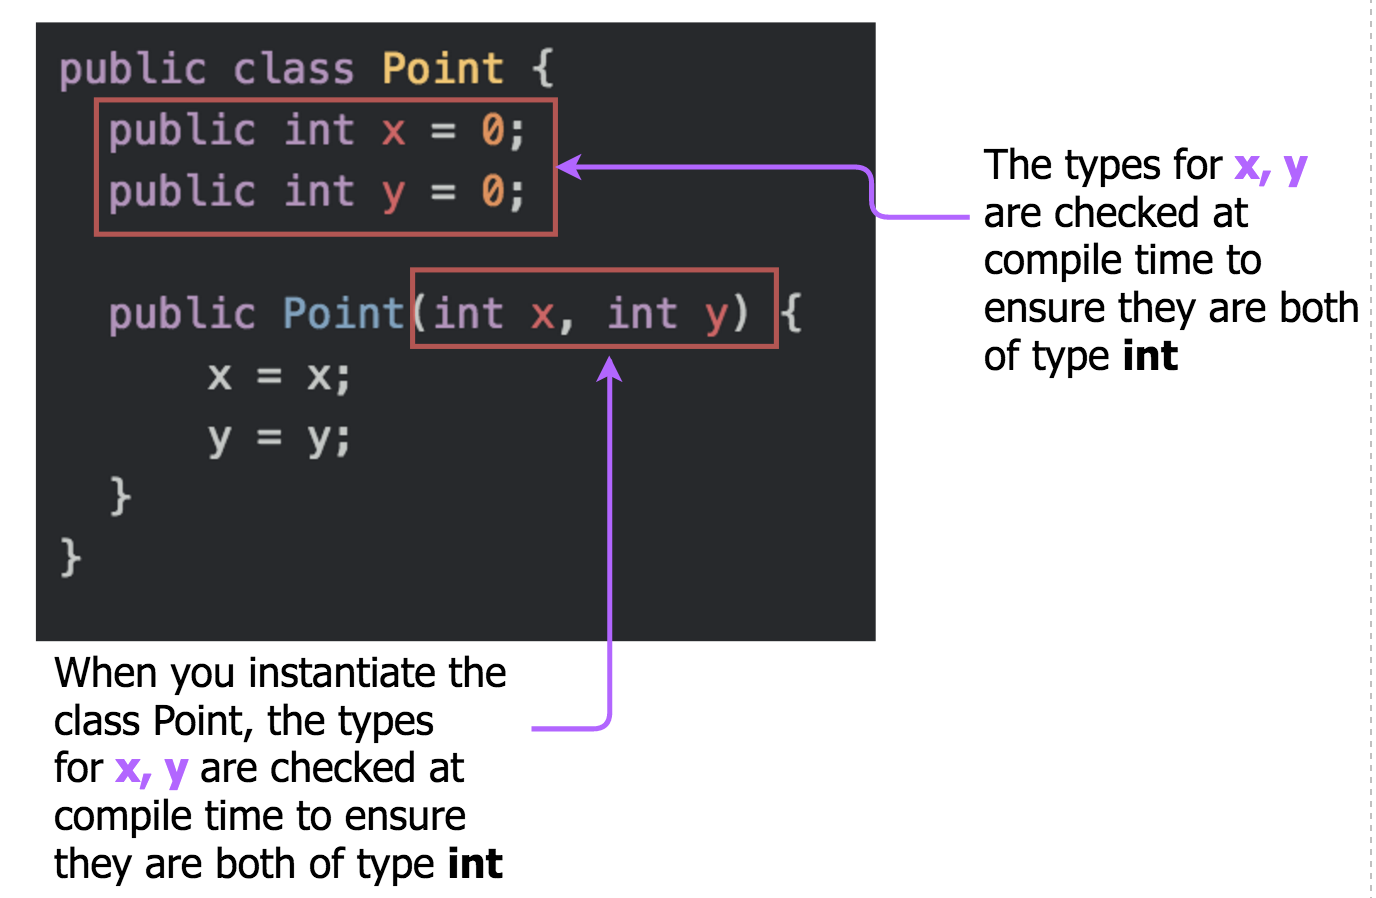 public class Point {
public int x = 0;
public int y = 0;
public Point(int x, int y) {
x = x;
y = y;
}
}
The types for x, y
are checked at
compile time to
ensure they are both
of type int
When you instantiate the
class Point, the types
for x, y are checked at
compile time to ensure
they are both of type int